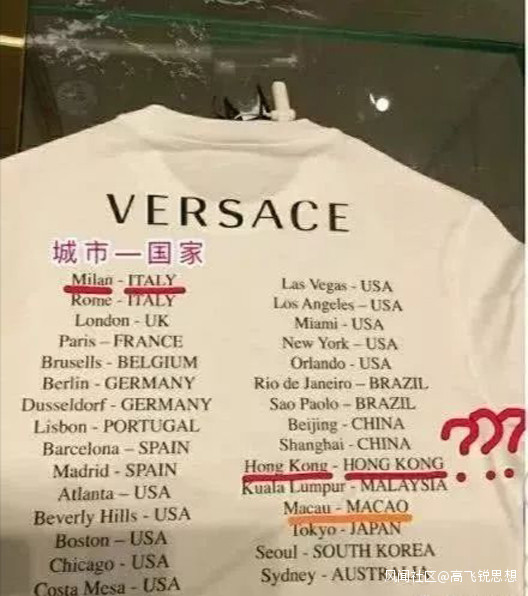 VERSACE
城市—国家
Milan - ITALY
Rome - ITALY
London - UK
Paris – FRANCE
Brusells - BELGIUM
Berlin - GERMANY
Dusseldorf - GERMANY
Lisbon - PORTUGAL
Barcelona – SPAIN
Madrid - SPAIN
Atlanta – USA
Beverly Hills - USA
Boston – USA
Chicago - USA
Costa Mesa - USA
Las Vegas - USA
Los Angeles – USA
Miami - USA
New York – USA
Orlando - USA
Rio de Janeiro – BRAZIL
Sao Paolo – BRAZIL
Beijing - CHINA
Shanghai - CHINA
Hong Kong - HONG KONG
???
Kuala Lumpur - MALAYSIA
Macau - MACAO
Tokyo - JAPAN
Seoul - SOUTH KOREA
Sydney - AUSTRALIA
风闻社区@高飞锐思想